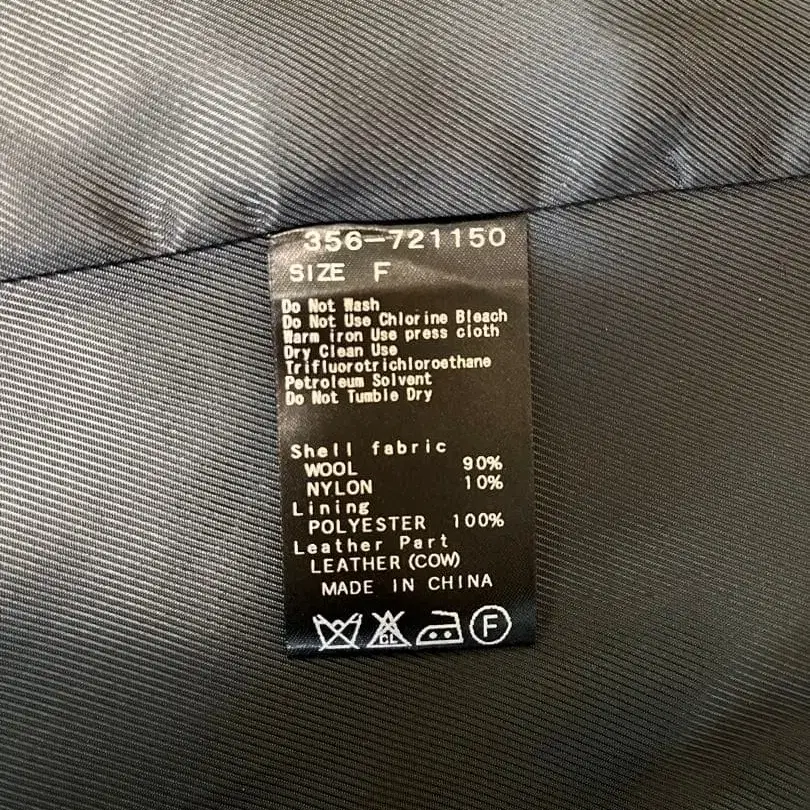 356-721150
SIZE F
Do Not Wash
Do Not Use Chlorine Bleach
Warm iron Use press cloth
Dry Clean Use
Trifluorotrichloroethane
Petroleum Solvent
Do Not Tumble Dry
Shell fabric
WOOL 90%
NYLON 10%
Lining
POLYESTER 100%
Leather Part
LEATHER (COW)
MADE IN CHINA
CL F